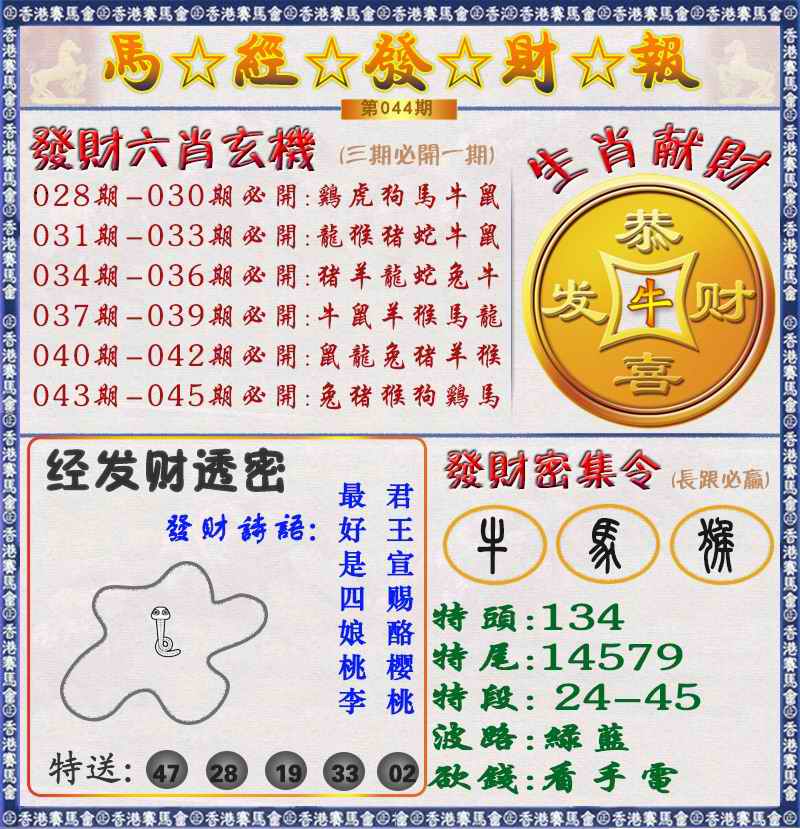 香港賽馬會
馬☆經☆發☆財☆報
第044期
發財六肖玄機 (三期必開一期)
028期-030期必開:鷄虎狗馬牛鼠
031期-033期必開:龍猴猪蛇牛鼠
034期-036期必開:猪羊龍蛇兔牛
037期-039期必開:牛鼠羊猴馬龍
040期-042期必開:鼠龍兔猪羊猴
043期-045期必開:兔猪猴狗鷄馬
生肖献財
恭
发 牛 财
喜
经发财透密
發财詩語:
君王宣赐酪樱桃
最好是四娘桃李
特送: 47 28 19 33 02
發財密集令 (長跟必贏)
牛 馬 猴
特頭:134
特尾:14579
特段: 24-45
波路:綠藍
欲錢:看手電